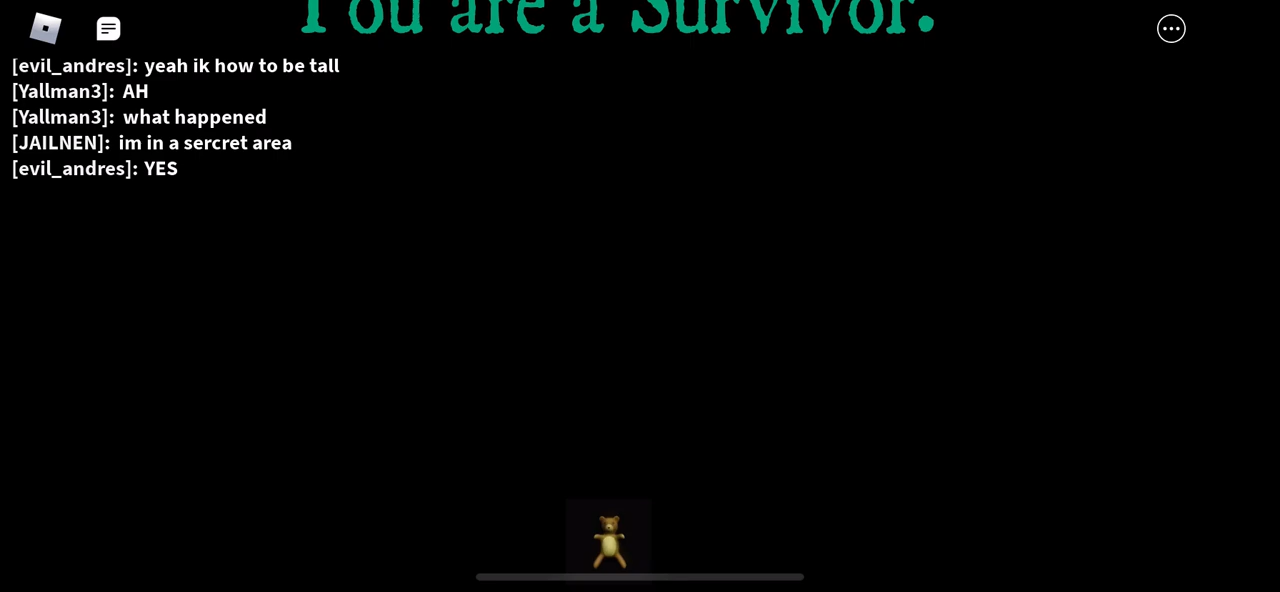 You are a Survivor.
[evil_andres]: yeah ik how to be tall
[Yallman3]: AH
[Yallman3]: what happened
[JAILNEN]: im in a sercret area
[evil_andres]: YES